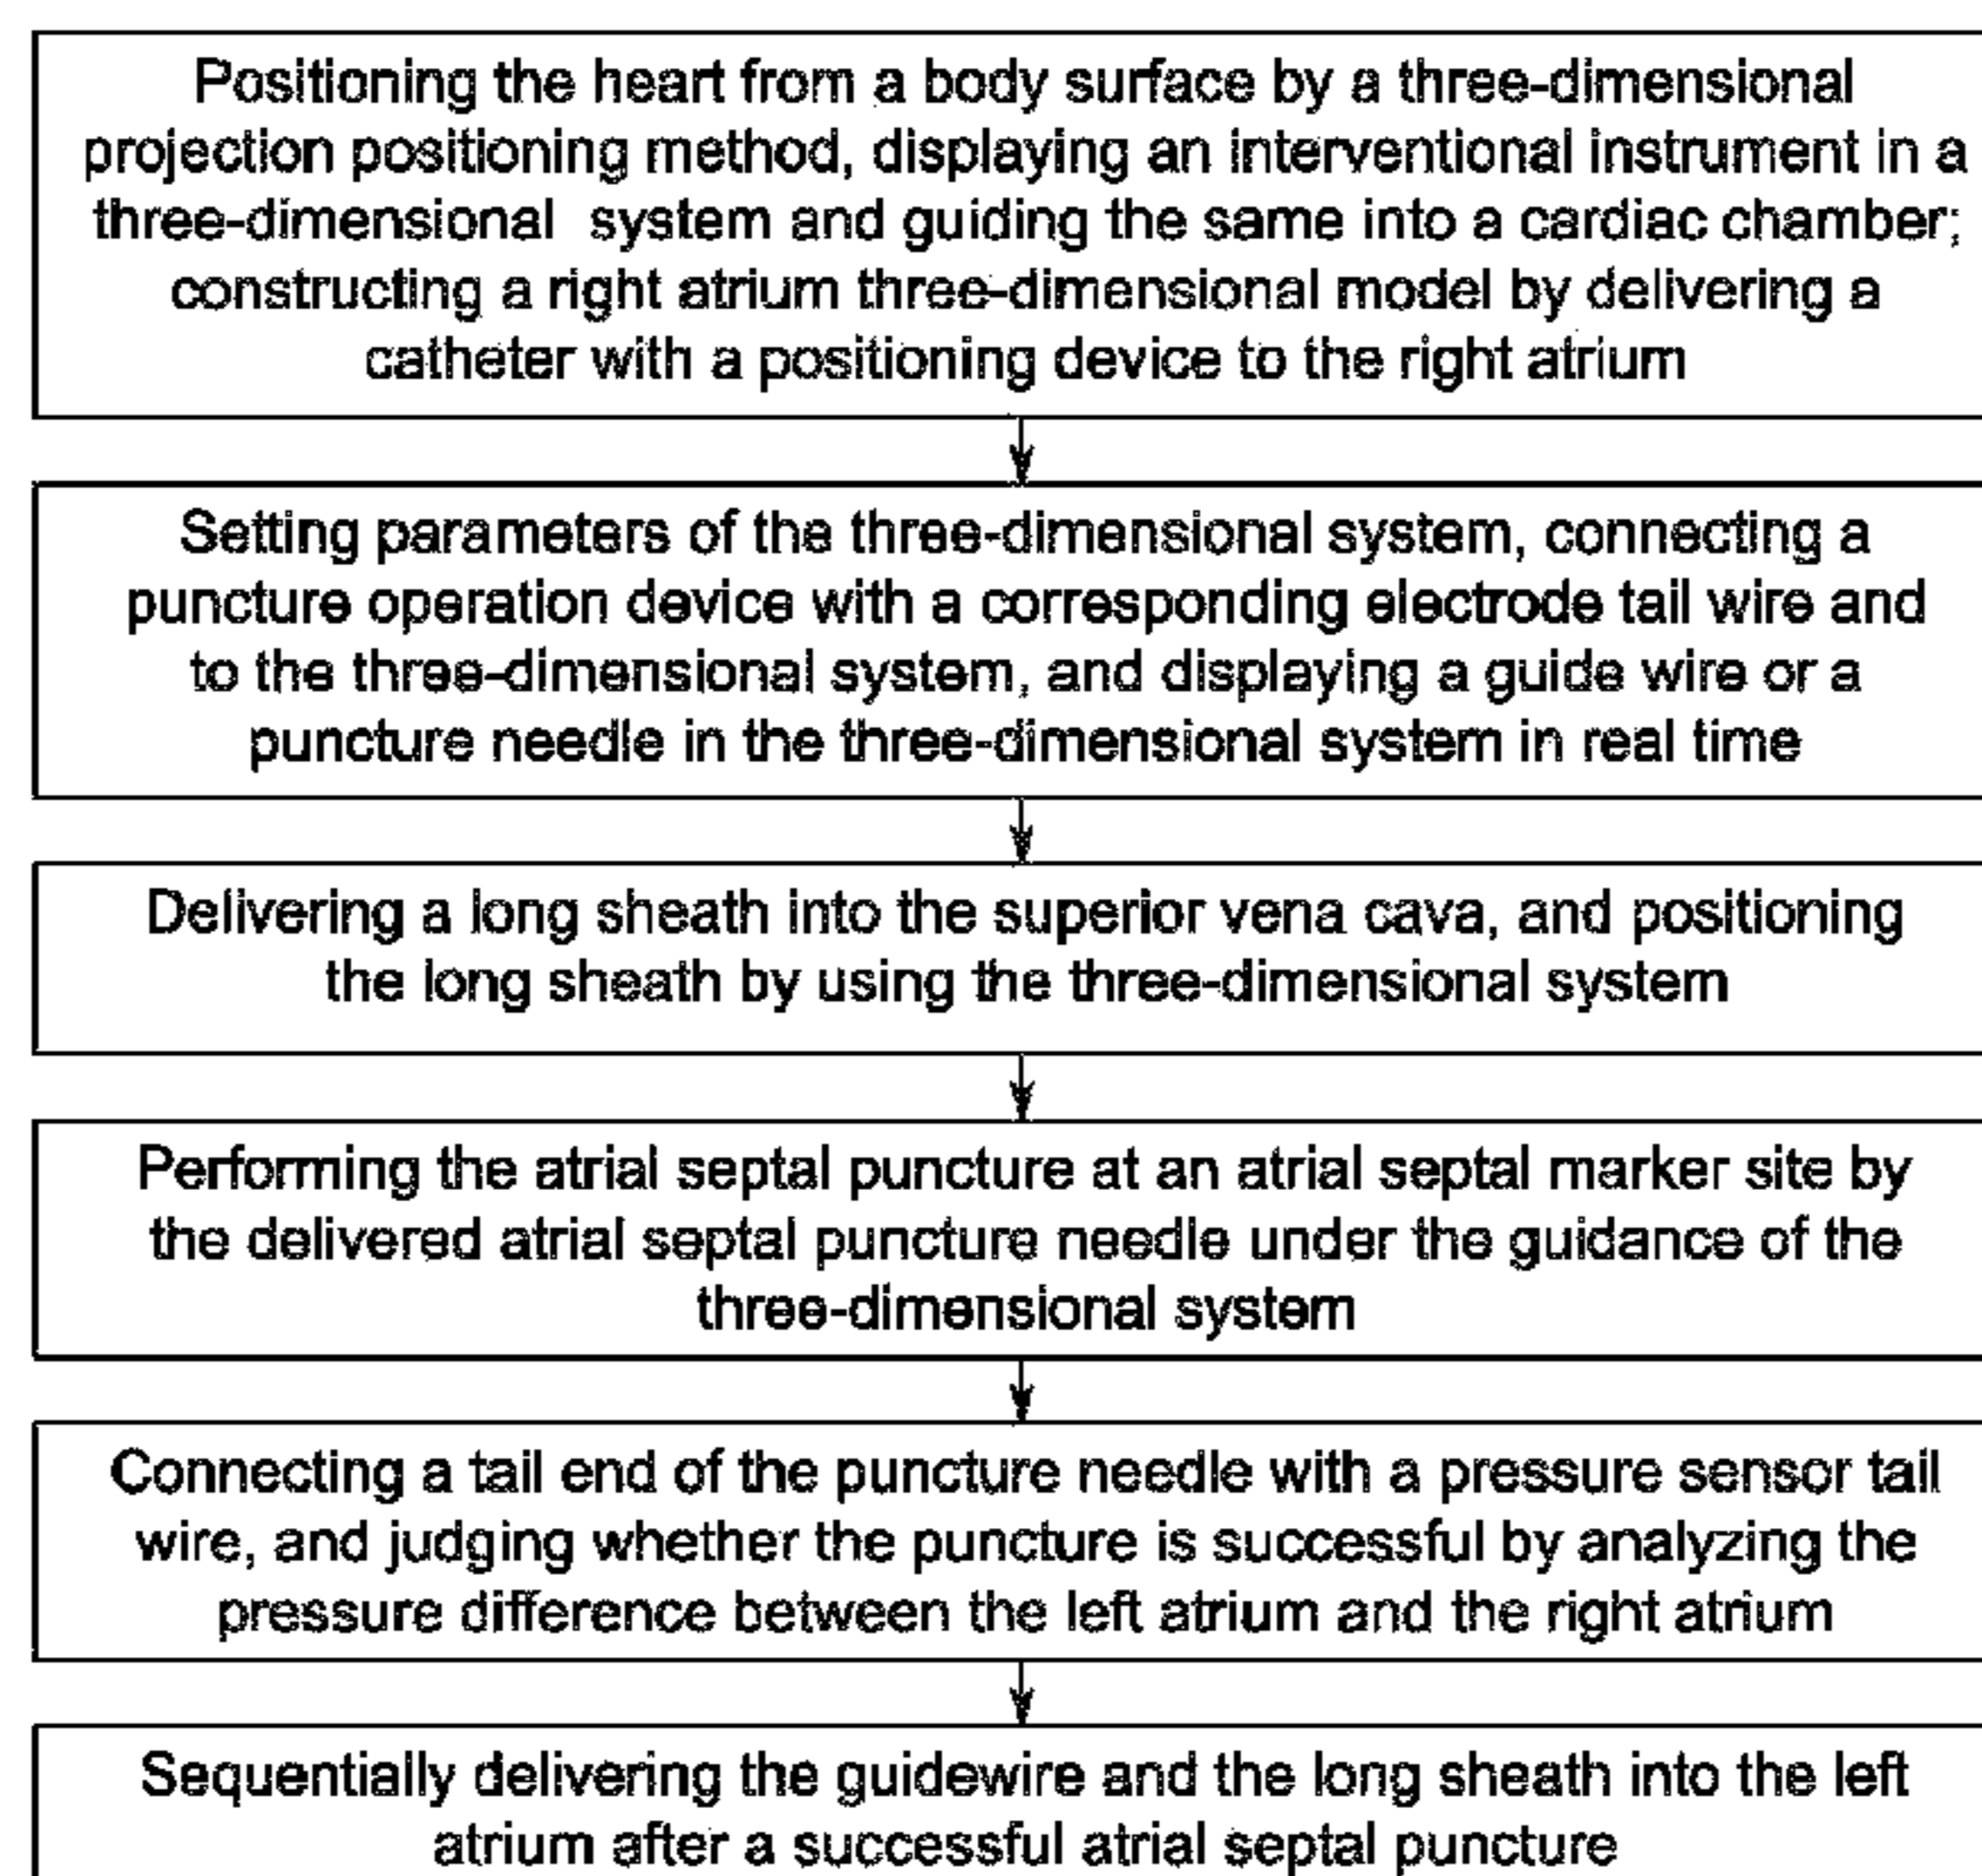 Positioning the heart from a body surface by a three-dimensional
projection positioning method, displaying an interventional instrument in a
three-dimensional system and guiding the same into a cardiac chamber;
constructing a right atrium three-dimensional model by delivering a
catheter with a positioning device to the right atrium
Setting parameters of the three-dimensional system, connecting a
puncture operation device with a corresponding electrode tail wire and
to the three-dimensional system, and displaying a guide wire or a
puncture needle in the three-dimensional system in real time
Delivering a long sheath into the superior vena cava, and positioning
the long sheath by using the three-dimensional system
Performing the atrial septal puncture at an atrial septal marker site by
the delivered atrial septal puncture needle under the guidance of the
three-dimensional system
Connecting a tail end of the puncture needle with a pressure sensor tail
wire, and judging whether the puncture is successful by analyzing the
pressure difference between the left atrium and the right atrium
Sequentially delivering the guidewire and the long sheath into the left
atrium after a successful atrial septal puncture